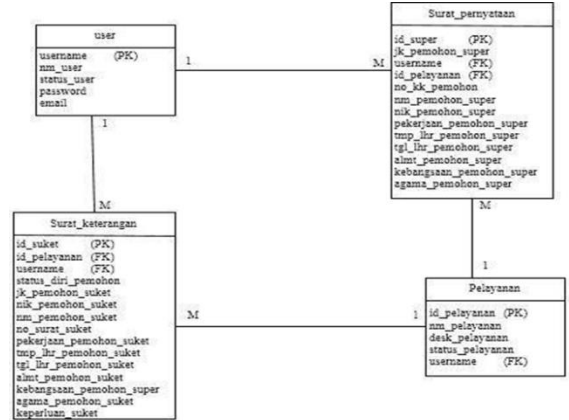 user
username (PK)
nm_user
status_user
password
email
1
M
Surat_pernyataan
id_super (PK)
jk_pemohon_super
username (FK)
id_pelayanan (FK)
no_kk_pemohon
nm_pemohon_super
nik_pemohon_super
pekerjaan_pemohon_super
tmp_lhr_pemohon_super
tgl_lhr_pemohon_super
almt_pemohon_super
kebangsaan_pemohon_super
agama_pemohon_super
1
M
M
1
Surat_keterangan
id_suket (PK)
id_pelayanan (FK)
username (FK)
status_diri_pemohon
jk_pemohon_suket
nik_pemohon_suket
nm_pemohon_suket
no_surat_suket
pekerjaan_pemohon_suket
tmp_lhr_pemohon_suket
tgl_lhr_pemohon_suket
almt_pemohon_suket
kebangsaan_pemohon_super
agama_pemohon_suket
keperluan_suket
M
1
Pelayanan
id_pelayanan (PK)
nm_pelayanan
desk_pelayanan
status_pelayanan
username (FK)